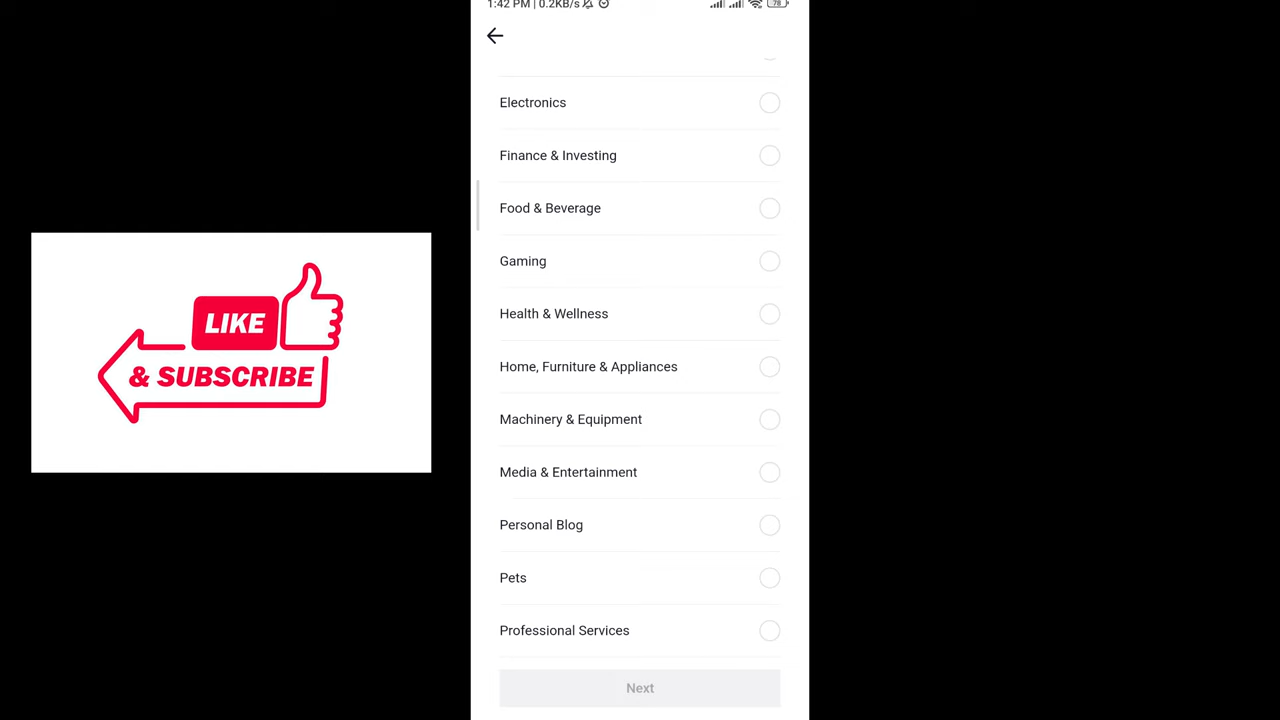 1:42 PM | 0.2KB/s
78
Electronics
Finance & Investing
Food & Beverage
Gaming
Health & Wellness
Home, Furniture & Appliances
Machinery & Equipment
Media & Entertainment
Personal Blog
Pets
Professional Services
Next
LIKE
& SUBSCRIBE